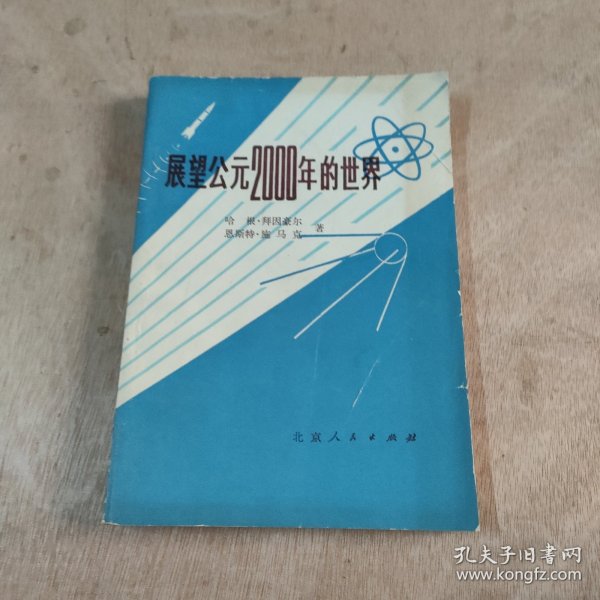 展望公元2000年的世界
哈根·拜因豪尔
恩斯特·施马克
著
北京人民出版社
孔夫子旧书网
www.kongfz.com